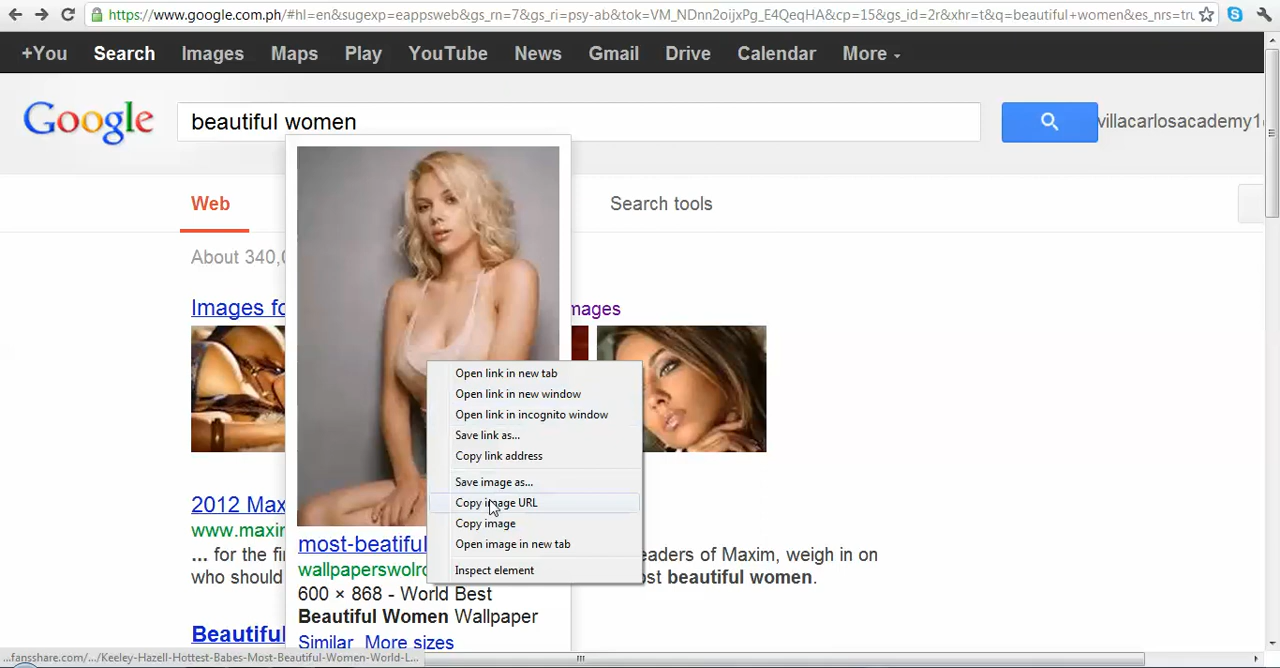 https://www.google.com.ph/#hl=en&sugexp=eappsweb&gs_rn=7&gs_ri=psy-ab&tok=VM_NDnn2oijxPg_E4QeqHA&cp=15&gs_id=2r&xhr=t&q=beautiful+women&es_nrs=tru
+You Search Images Maps Play YouTube News Gmail Drive Calendar More
Google beautiful women villacarlosacademy1
Web Search tools
About 340,
Images fo mages
Open link in new tab
Open link in new window
Open link in incognito window
Save link as...
Copy link address
Save image as...
Copy image URL
Copy image
Open image in new tab
Inspect element
2012 Maxi
www.maxin
... for the fir eaders of Maxim, weigh in on
who should ost beautiful women.
most-beautiful
wallpaperswolro
600 × 868 - World Best
Beautiful Women Wallpaper
Similar More sizes
Beautiful
...fansshare.com/.../Keeley-Hazell-Hottest-Babes-Most-Beautiful-Women-World-L...